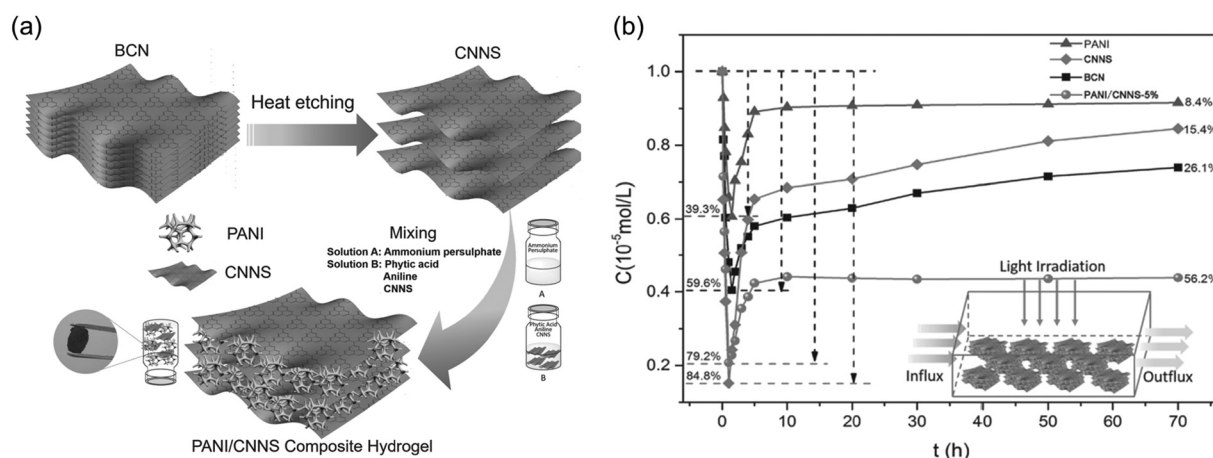 (a)
BCN
CNNS
Heat etching
PANI
CNNS
Mixing
Solution A: Ammonium persulphate
Solution B: Phytic acid
Aniline
CNNS
Ammonium
Persulphate
A
Phytic Acid
Aniline
CNNS
B
PANI/CNNS Composite Hydrogel
(b)
PANI
CNNS
BCN
PANI/CNNS-5%
C(10⁻⁵mol/L)
1.0
0.8
0.6
0.4
0.2
39.3%
59.6%
79.2%
84.8%
8.4%
15.4%
26.1%
56.2%
Light Irradiation
Influx
Outflux
0 10 20 30 40 50 60 70
t (h)